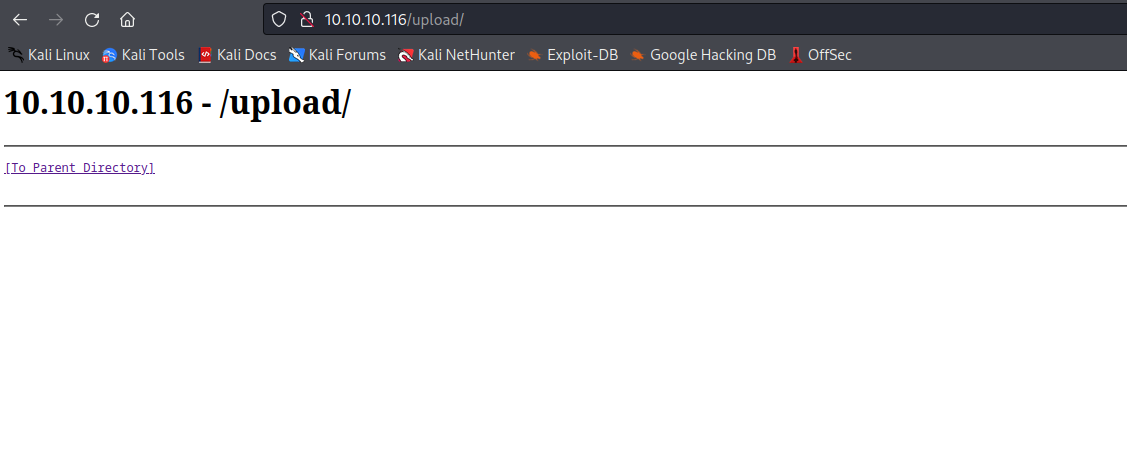 10.10.10.116/upload/
Kali Linux Kali Tools Kali Docs Kali Forums Kali NetHunter Exploit-DB Google Hacking DB OffSec
10.10.10.116 - /upload/
[To Parent Directory]